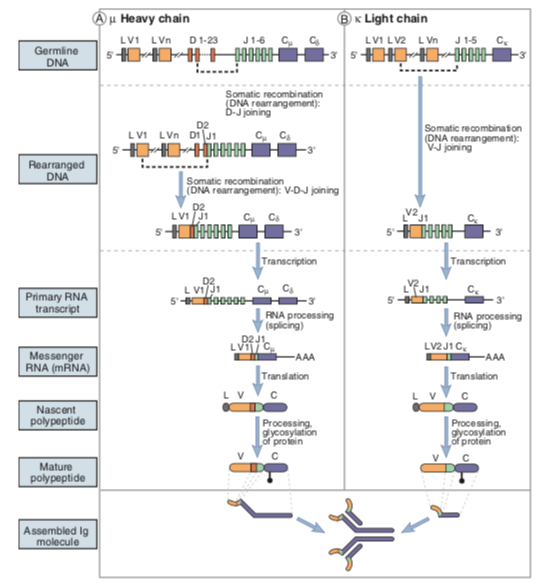 A μ Heavy chain
B κ Light chain
Germline
DNA
L V1 L Vn D 1-23 J 1-6 Cμ Cδ
5' 3'
L V1 L V2 L Vn J 1-5 Cκ
5' 3'
Somatic recombination
(DNA rearrangement):
D-J joining
Rearranged
DNA
D2
L V1 L Vn D1 J1 Cμ Cδ
5' 3'
Somatic recombination
(DNA rearrangement): V-D-J joining
D2
L V1 J1 Cμ Cδ
5' 3'
Somatic recombination
(DNA rearrangement):
V-J joining
V2
L J1 Cκ
5' 3'
Transcription
Transcription
Primary RNA
transcript
D2
L V1 J1 Cμ Cδ
5' 3'
V2
L J1 Cκ
5' 3'
RNA processing
(splicing)
RNA processing
(splicing)
Messenger
RNA (mRNA)
D2 J1
L V1 Cμ
AAA
L V2 J1 Cκ
AAA
Translation
Translation
Nascent
polypeptide
L V C
L V C
Processing,
glycosylation
of protein
Processing,
glycosylation
of protein
Mature
polypeptide
V C
V C
Assembled Ig
molecule